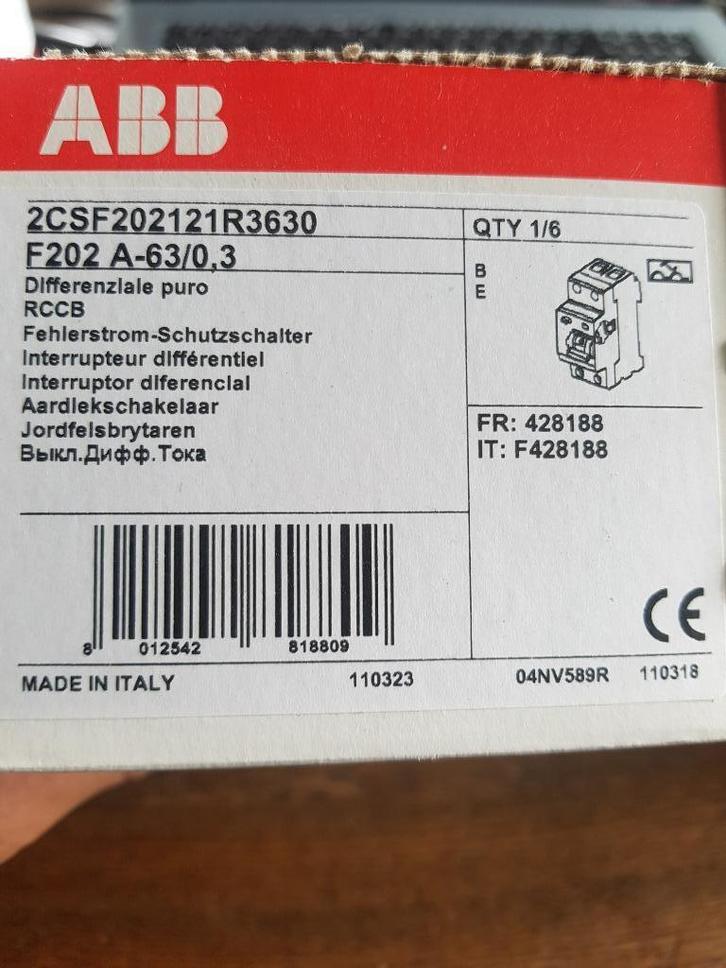 ABB
2CSF202121R3630
F202 A-63/0,3
Differenziale puro
RCCB
Fehlerstrom-Schutzschalter
Interrupteur différentiel
Interruptor diferencial
Aardlekschakelaar
Jordfelsbrytaren
Выкл.Дифф.Тока
QTY 1/6
B
E
FR: 428188
IT: F428188
CE
8 012542 818809
MADE IN ITALY 110323 04NV589R 110318